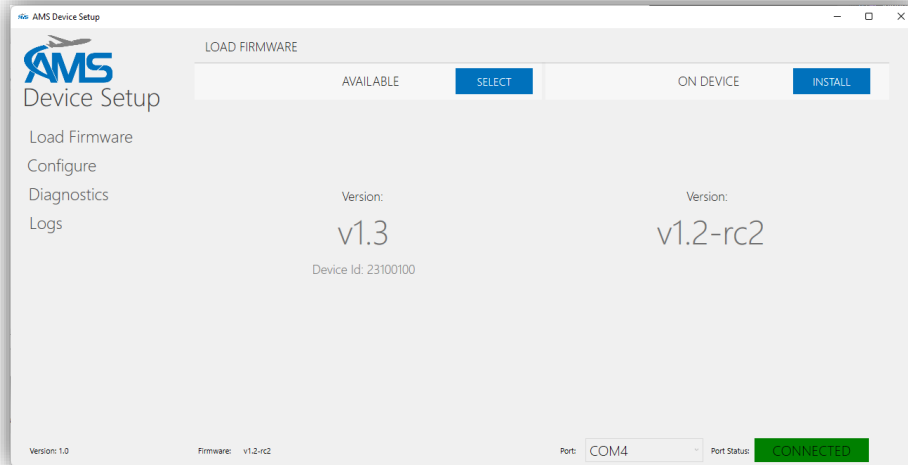 AMS Device Setup
AMS
Device Setup
Load Firmware
Configure
Diagnostics
Logs
LOAD FIRMWARE
AVAILABLE SELECT ON DEVICE INSTALL
Version: Version:
v1.3 v1.2-rc2
Device Id: 23100100
Version: 1.0 Firmware: v1.2-rc2 Port: COM4 Port Status: CONNECTED